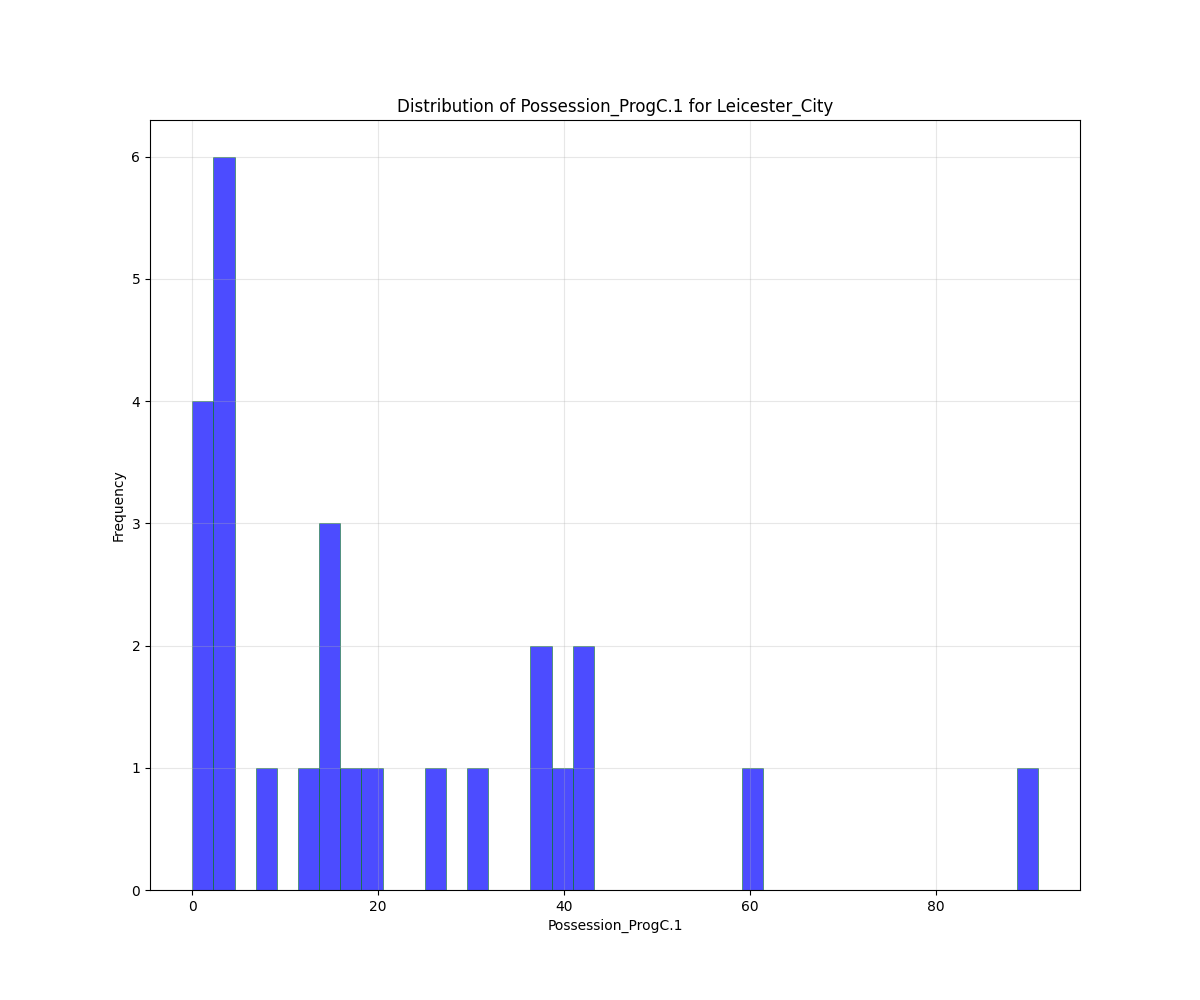 Distribution of Possession_ProgC.1 for Leicester_City
6
5
4
3
2
1
0
Frequency
0 20 40 60 80
Possession_ProgC.1